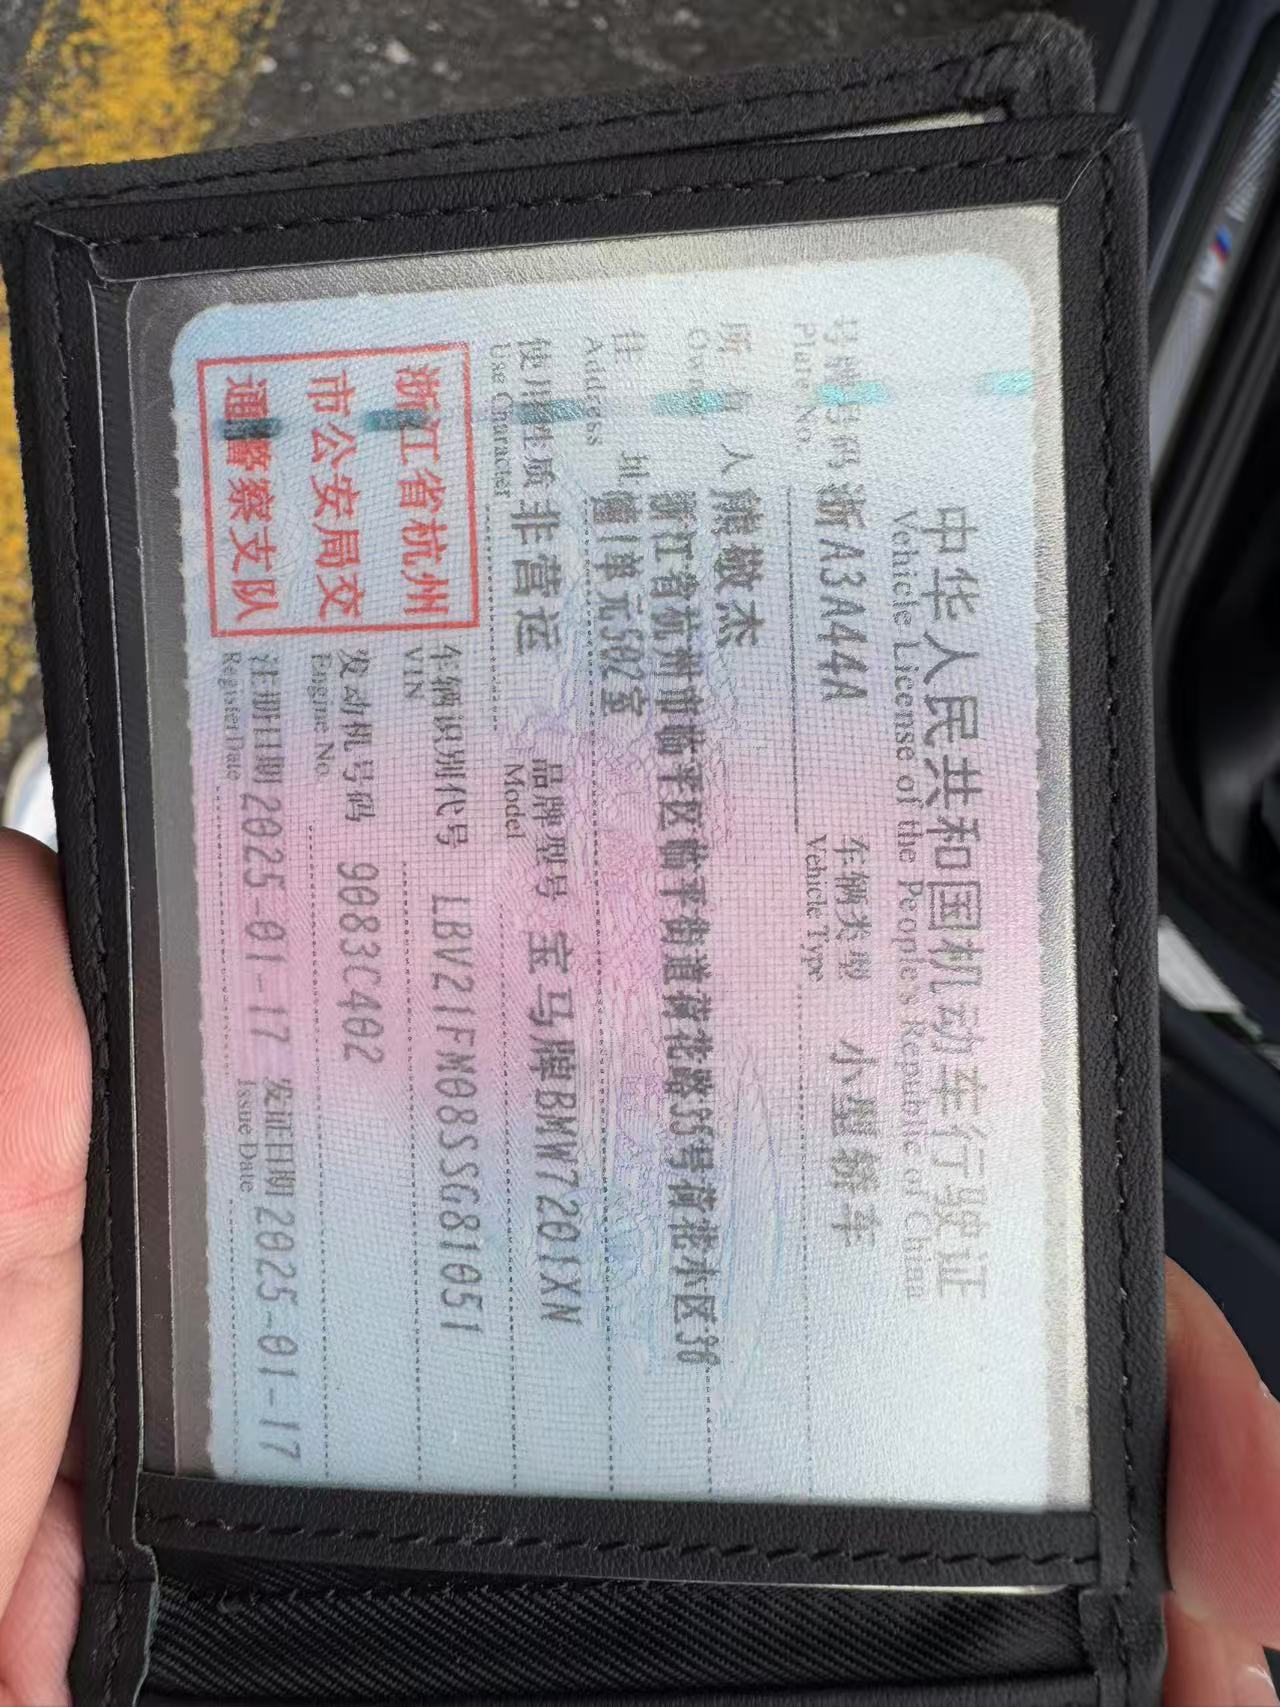 中华人民共和国机动车行驶证
Vehicle License of the People's Republic of China
号牌号码 浙A3A44A 车辆类型 小型轿车
Plate No. Vehicle Type
所有人 熊敬杰
Owner
住址 浙江省杭州市临平区临平街道荷花路55号荷花小区36
幢1单元502室
Address
使用性质 非营运 品牌型号 宝马牌BMW7201XN
Use Character Model
浙江省杭州
市公安局交
通警察支队
车辆识别代号 LBV21FM08SSG81051
VIN
发动机号码 9083C402
Engine No.
注册日期 2025-01-17 发证日期 2025-01-17
Register Date Issue Date
M